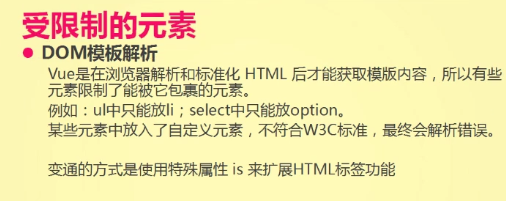 受限制的元素
DOM模板解析
Vue是在浏览器解析和标准化 HTML 后才能获取模版内容，所以有些
元素限制了能被它包裹的元素。
例如：ul中只能放li；select中只能放option。
某些元素中放入了自定义元素，不符合W3C标准，最终会解析错误。
变通的方式是使用特殊属性 is 来扩展HTML标签功能